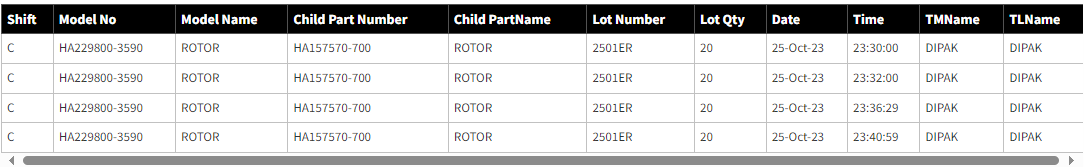 Shift Model No Model Name Child Part Number Child PartName Lot Number Lot Qty Date Time TMName TLName
C HA229800-3590 ROTOR HA157570-700 ROTOR 2501ER 20 25-Oct-23 23:30:00 DIPAK DIPAK
C HA229800-3590 ROTOR HA157570-700 ROTOR 2501ER 20 25-Oct-23 23:32:00 DIPAK DIPAK
C HA229800-3590 ROTOR HA157570-700 ROTOR 2501ER 20 25-Oct-23 23:36:29 DIPAK DIPAK
C HA229800-3590 ROTOR HA157570-700 ROTOR 2501ER 20 25-Oct-23 23:40:59 DIPAK DIPAK